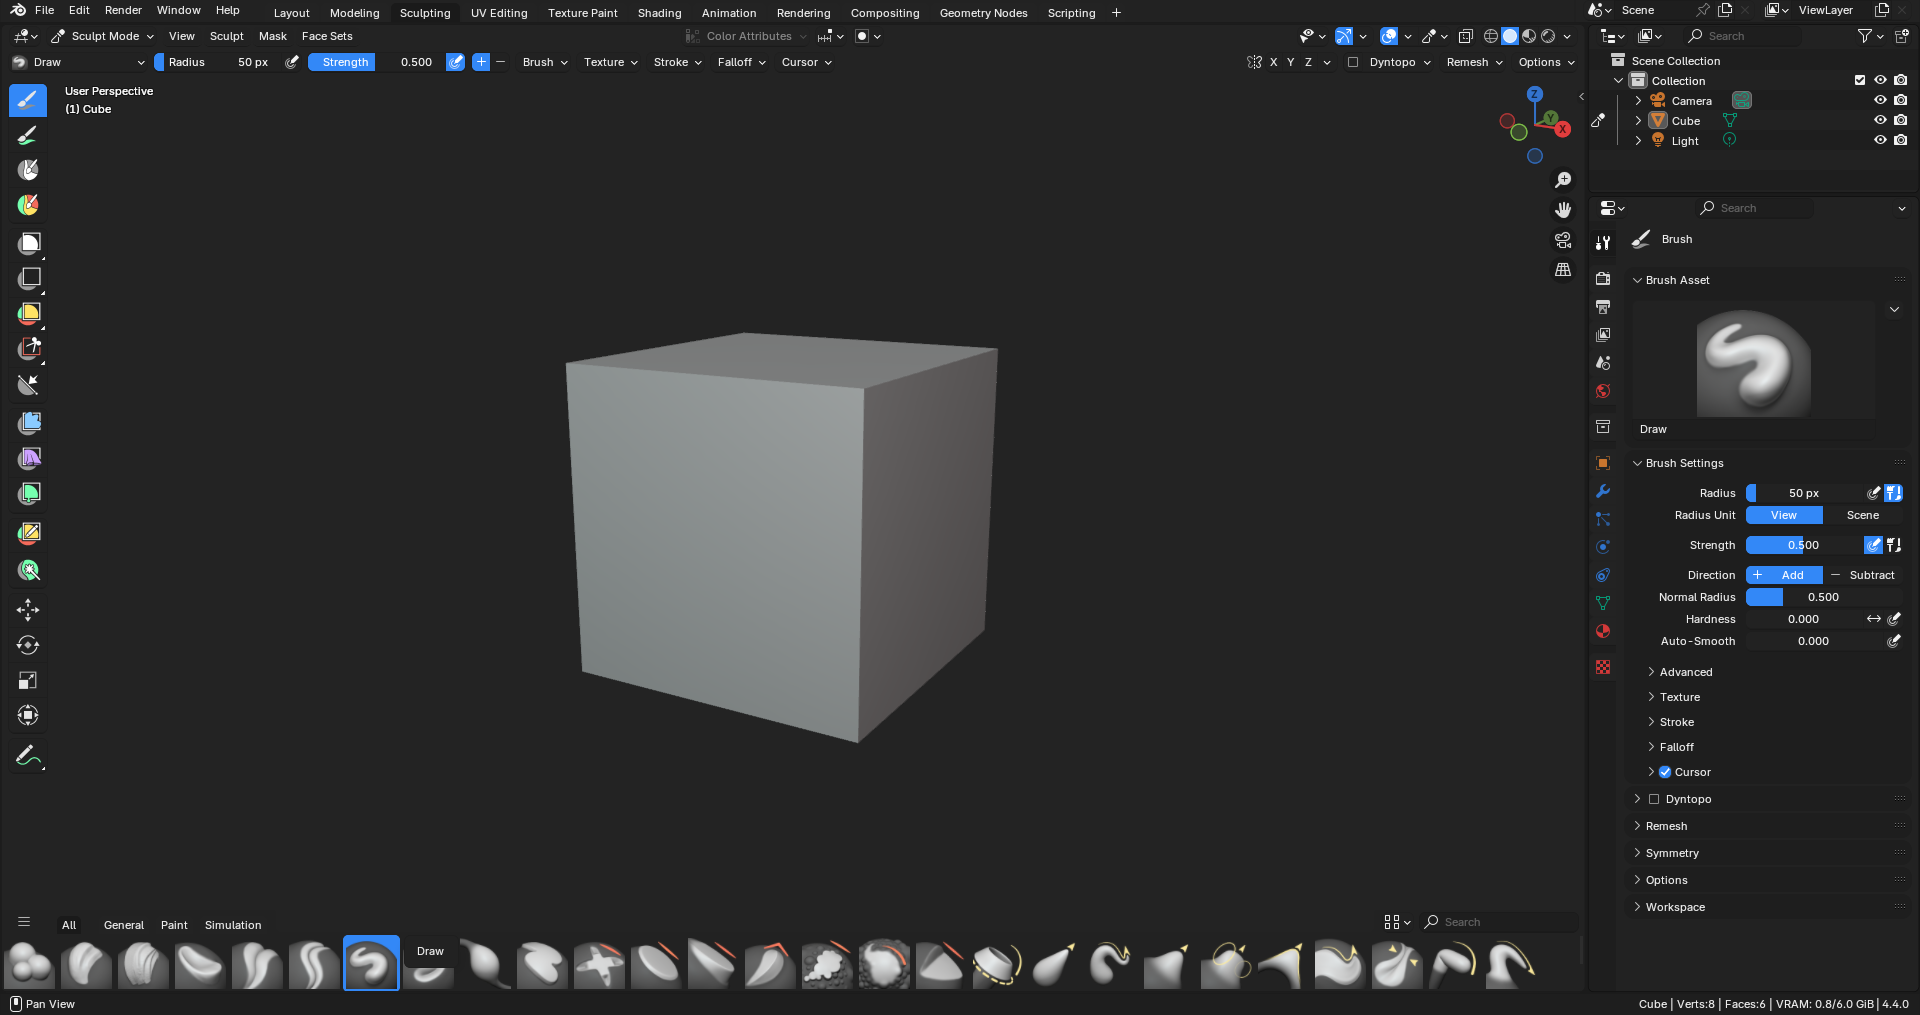 File Edit Render Window Help Layout Modeling Sculpting UV Editing Texture Paint Shading Animation Rendering Compositing Geometry Nodes Scripting + Scene ViewLayer
Sculpt Mode View Sculpt Mask Face Sets Color Attributes Search
Draw Radius 50 px Strength 0.500 Brush Texture Stroke Falloff Cursor X Y Z Dyntopo Remesh Options
User Perspective
(1) Cube
Z
Y
X
Scene Collection
Collection
Camera
Cube
Light
Search
Brush
Brush Asset
Draw
Brush Settings
Radius 50 px
Radius Unit View Scene
Strength 0.500
Direction + Add − Subtract
Normal Radius 0.500
Hardness 0.000
Auto-Smooth 0.000
Advanced
Texture
Stroke
Falloff
Cursor
Dyntopo
Remesh
Symmetry
Options
Workspace
All General Paint Simulation Search
Draw
Pan View Cube | Verts:8 | Faces:6 | VRAM: 0.8/6.0 GiB | 4.4.0